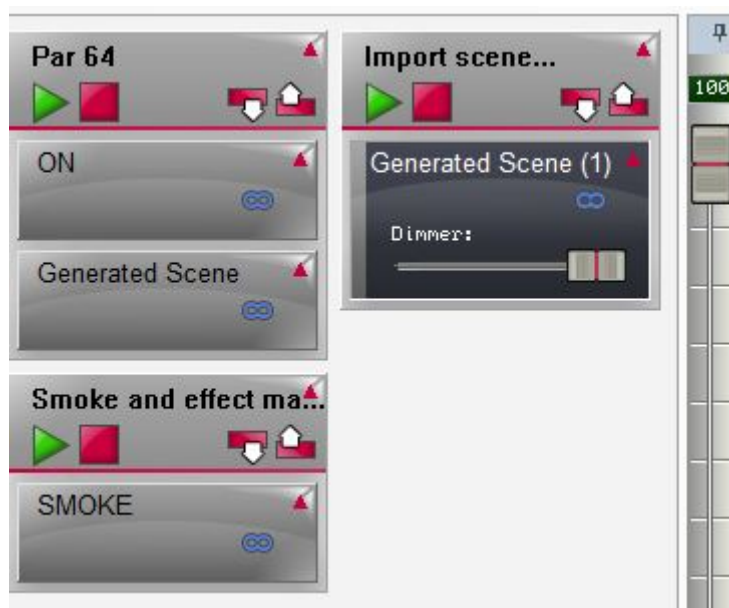 Par 64
ON
Generated Scene
Smoke and effect ma...
SMOKE
Import scene...
Generated Scene (1)
Dimmer:
100